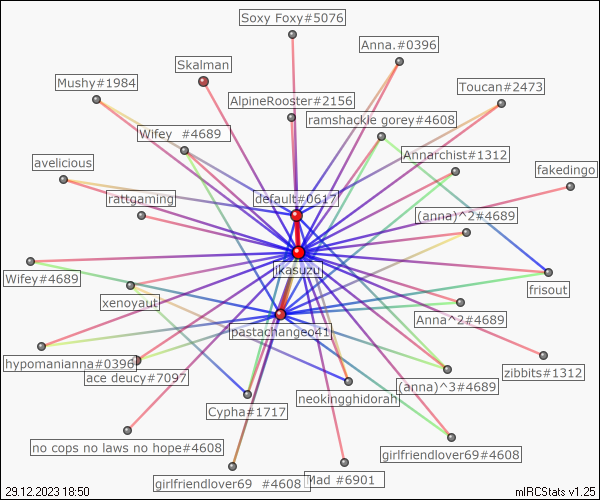 Soxy Foxy#5076
Anna.#0396
Skalman
Mushy#1984
Toucan#2473
AlpineRooster#2156
ramshackle gorey#4608
Wifey #4689
Annarchist#1312
avelicious
fakedingo
default#0617
rattgaming
(anna)^2#4689
ikasuzu
Wifey#4689
frisout
xenoyaut
Anna^2#4689
pastachangeo41
hypomanianna#0396
zibbits#1312
ace deucy#7097
(anna)^3#4689
neokingghidorah
Cypha#1717
no cops no laws no hope#4608
girlfriendlover69#4608
Mad #6901
girlfriendlover69 #4608
29.12.2023 18:50
mIRCStats v1.25